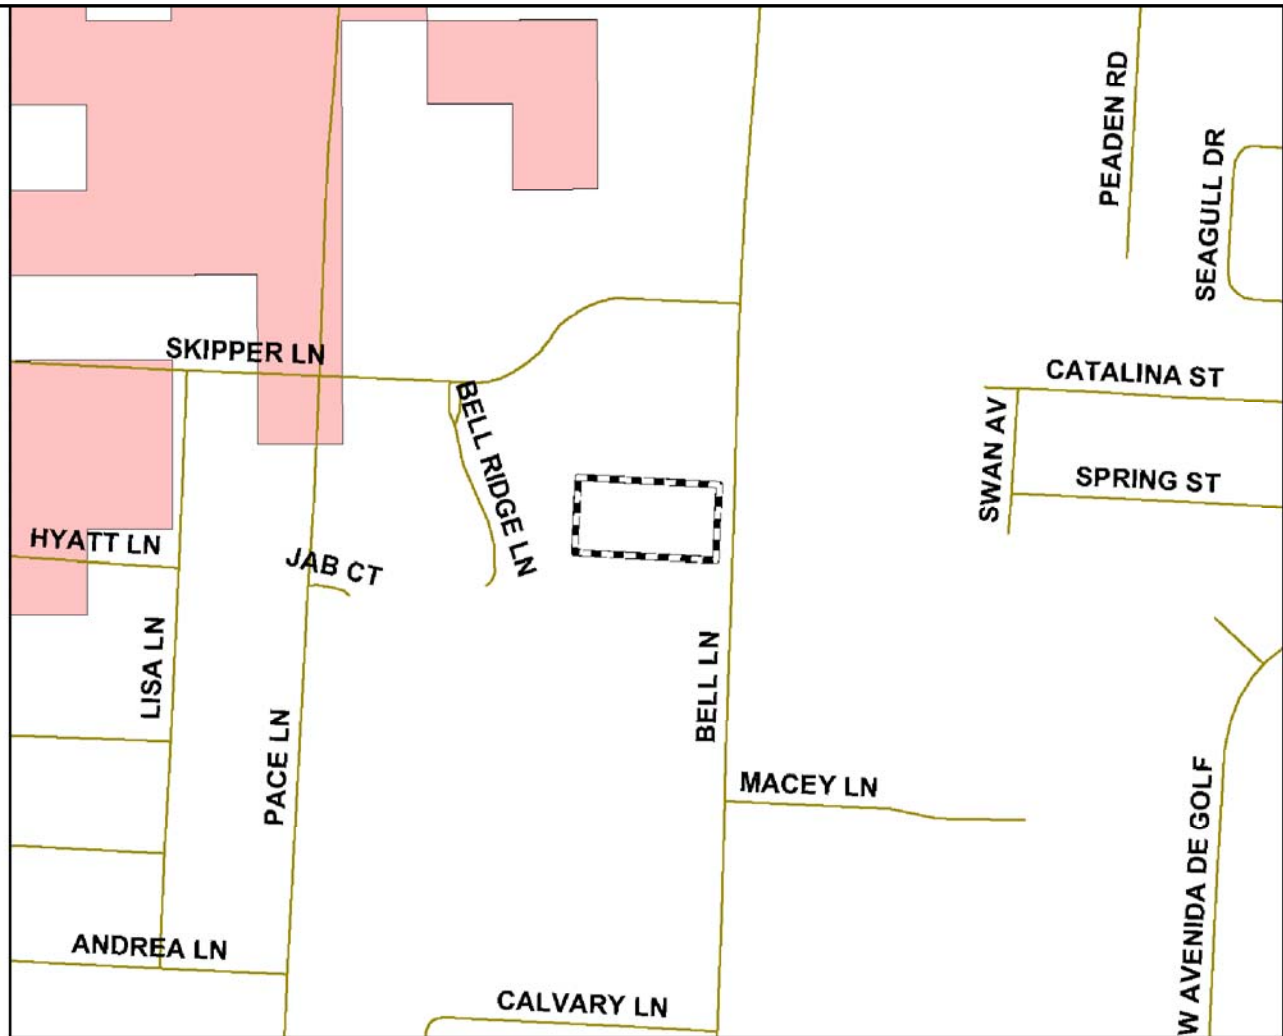 PEADEN RD
SEAGULL DR
SKIPPER LN
CATALINA ST
BELL RIDGE LN
SWAN AV
SPRING ST
HYATT LN
JAB CT
LISA LN
BELL LN
PACE LN
MACEY LN
W AVENIDA DE GOLF
ANDREA LN
CALVARY LN